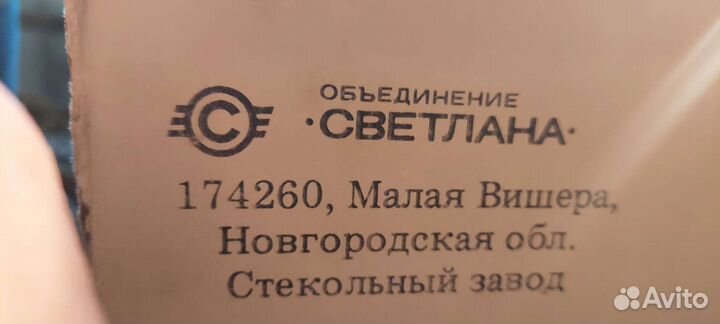 С
ОБЪЕДИНЕНИЕ
·СВЕТЛАНА·
174260, Малая Вишера,
Новгородская обл.
Стекольный завод
Avito